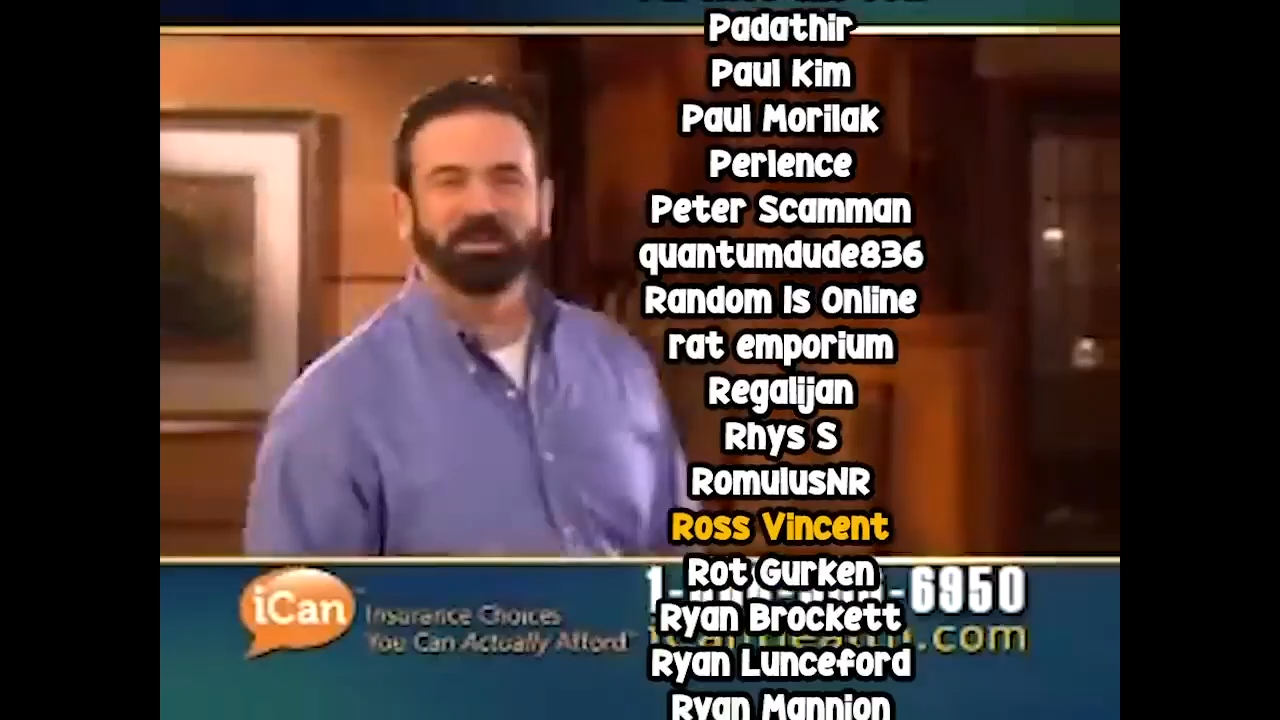 Padathir
Paul Kim
Paul Morilak
Perlence
Peter Scamman
quantumdude836
Random Is Online
rat emporium
Regalijan
Rhys S
RomulusNR
Ross Vincent
Rot Gurken
Ryan Brockett
Ryan Lunceford
Ryan Mannion
iCan
Insurance Choices
You Can Actually Afford
-6950
.com